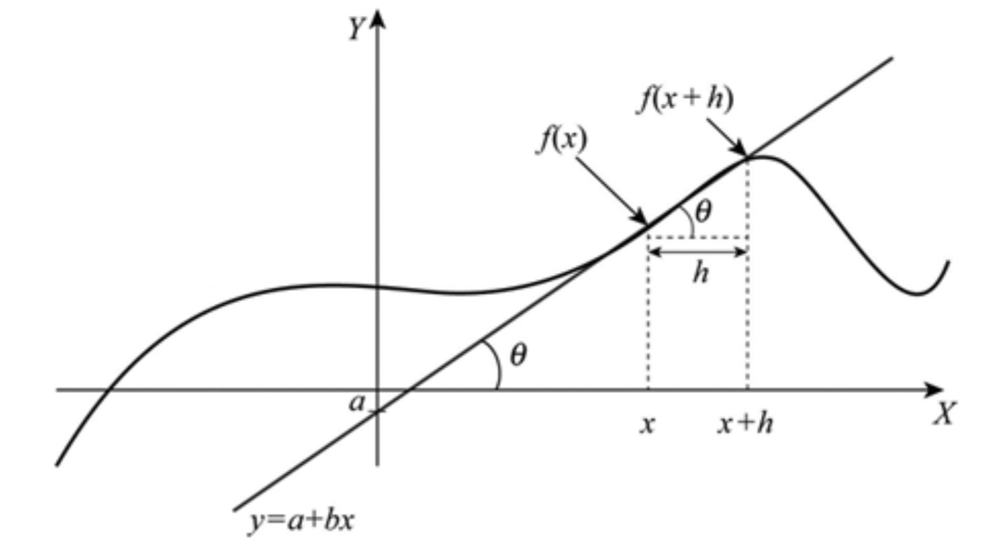 Y
f(x + h)
f(x)
θ
h
θ
a
x
x+h
X
y=a+bx